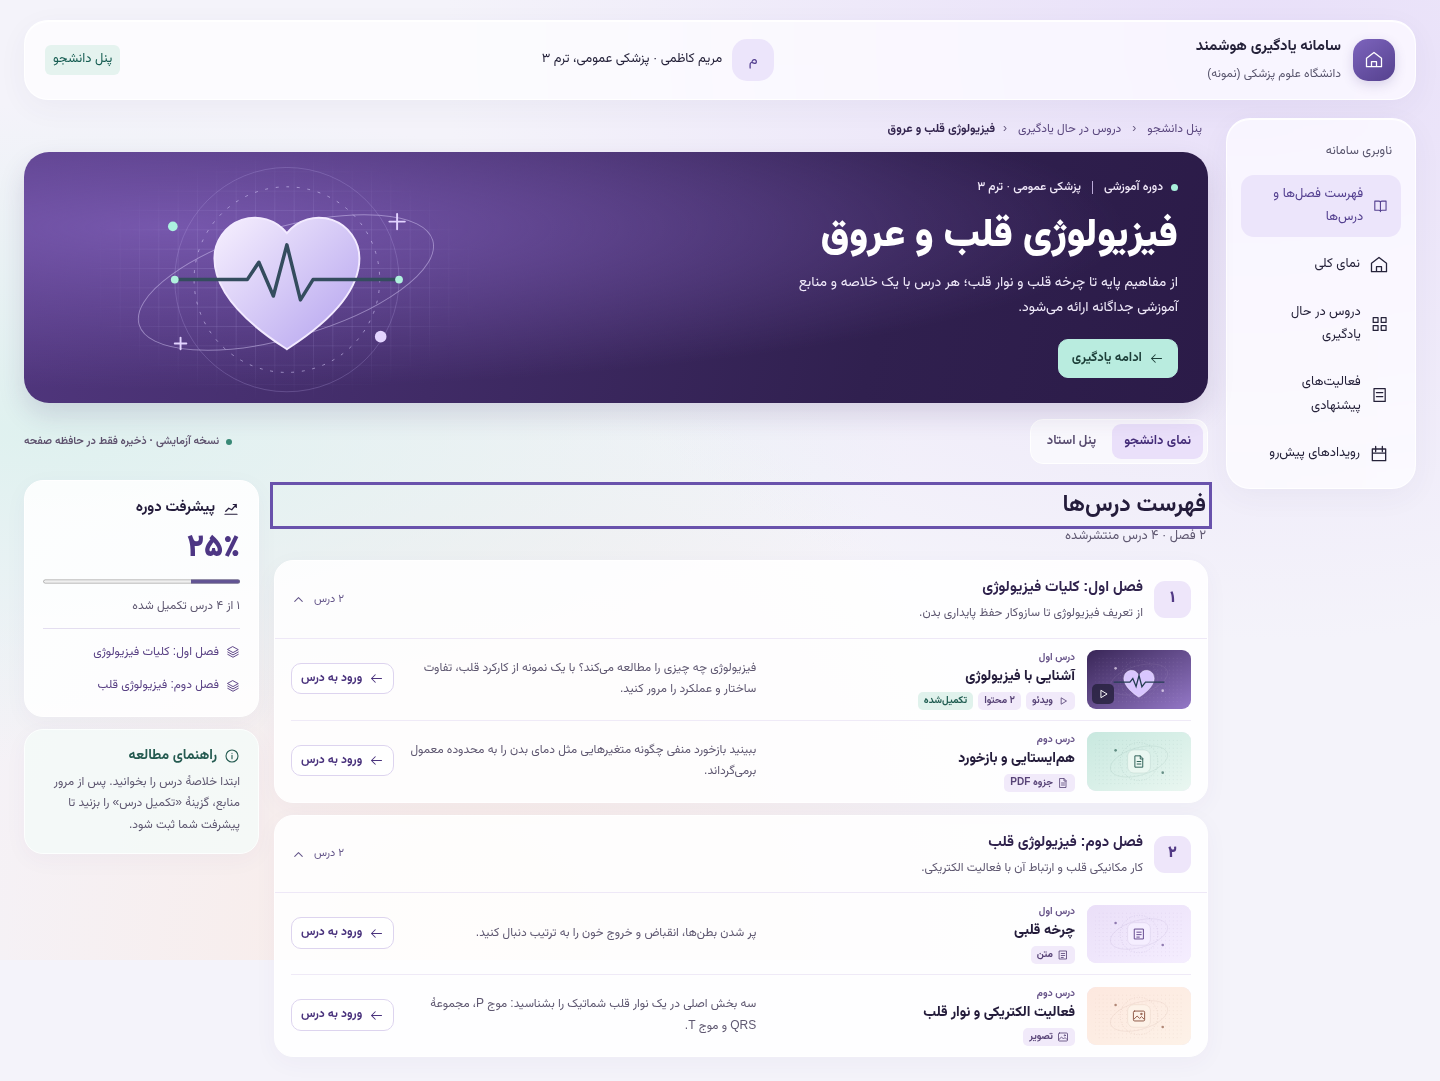 سامانه یادگیری هوشمند
دانشگاه علوم پزشکی (نمونه)
م
مریم کاظمی · پزشکی عمومی، ترم ۳
پنل دانشجو
ناوبری سامانه
فهرست فصل‌ها و
درس‌ها
نمای کلی
دروس در حال
یادگیری
فعالیت‌های
پیشنهادی
رویدادهای پیش‌رو
پنل دانشجو › دروس در حال یادگیری › فیزیولوژی قلب و عروق
دوره آموزشی | پزشکی عمومی · ترم ۳
فیزیولوژی قلب و عروق
از مفاهیم پایه تا چرخه قلب و نوار قلب؛ هر درس با یک خلاصه و منابع
آموزشی جداگانه ارائه می‌شود.
ادامه یادگیری
نمای دانشجو
پنل استاد
نسخه آزمایشی · ذخیره فقط در حافظه صفحه
فهرست درس‌ها
۲ فصل · ۴ درس منتشرشده
۱
فصل اول: کلیات فیزیولوژی
از تعریف فیزیولوژی تا سازوکار حفظ پایداری بدن.
۲ درس
درس اول
آشنایی با فیزیولوژی
ویدئو
۲ محتوا
تکمیل‌شده
فیزیولوژی چه چیزی را مطالعه می‌کند؟ با یک نمونه از کارکرد قلب، تفاوت
ساختار و عملکرد را مرور کنید.
ورود به درس
درس دوم
هم‌ایستایی و بازخورد
جزوه PDF
ببینید بازخورد منفی چگونه متغیرهایی مثل دمای بدن را به محدوده معمول
برمی‌گرداند.
ورود به درس
۲
فصل دوم: فیزیولوژی قلب
کار مکانیکی قلب و ارتباط آن با فعالیت الکتریکی.
۲ درس
درس اول
چرخه قلبی
متن
پر شدن بطن‌ها، انقباض و خروج خون را به ترتیب دنبال کنید.
ورود به درس
درس دوم
فعالیت الکتریکی و نوار قلب
تصویر
سه بخش اصلی در یک نوار قلب شماتیک را بشناسید: موج P، مجموعهٔ
QRS و موج T.
ورود به درس
پیشرفت دوره
۲۵٪
۱ از ۴ درس تکمیل شده
فصل اول: کلیات فیزیولوژی
فصل دوم: فیزیولوژی قلب
راهنمای مطالعه
ابتدا خلاصهٔ درس را بخوانید. پس از مرور
منابع، گزینهٔ «تکمیل درس» را بزنید تا
پیشرفت شما ثبت شود.